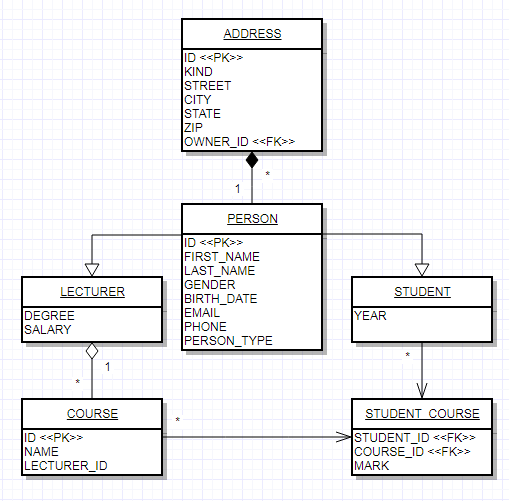 ADDRESS
ID <<PK>>
KIND
STREET
CITY
STATE
ZIP
OWNER_ID <<FK>>
*
1
PERSON
ID <<PK>>
FIRST_NAME
LAST_NAME
GENDER
BIRTH_DATE
EMAIL
PHONE
PERSON_TYPE
LECTURER
DEGREE
SALARY
STUDENT
YEAR
1
*
*
COURSE
ID <<PK>>
NAME
LECTURER_ID
*
STUDENT_COURSE
STUDENT_ID <<FK>>
COURSE_ID <<FK>>
MARK